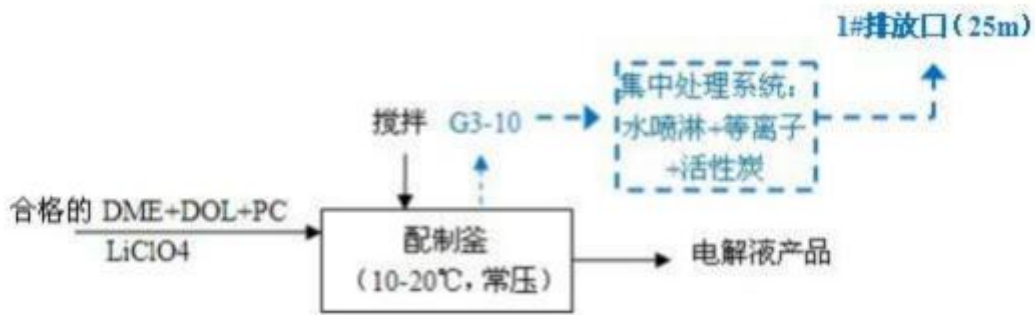 1#排放口(25m)
集中处理系统:
搅拌 G3-10
水喷淋+等离子
+活性炭
合格的 DME+DOL+PC
LiClO4
配制釜
(10-20℃,常压)
电解液产品